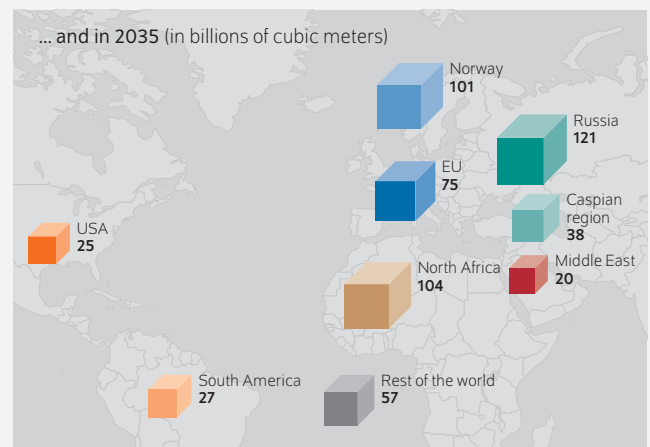 ... and in 2035 (in billions of cubic meters)
Norway
101
Russia
121
EU
75
Caspian
region
38
USA
25
North Africa
104
Middle East
20
South America
27
Rest of the world
57